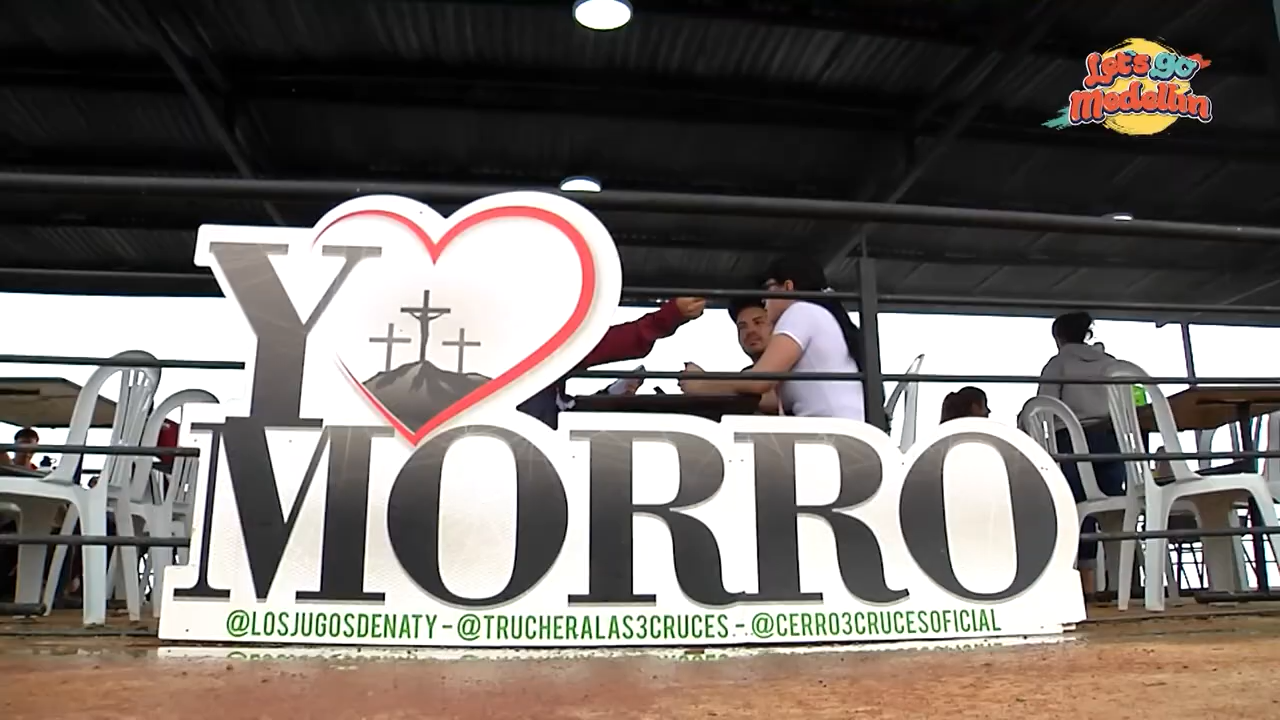 Let's go
Medellín
Y
MORRO
@LOSJUGOSDENATY - @TRUCHERALAS3CRUCES - @CERRO3CRUCESOFICIAL